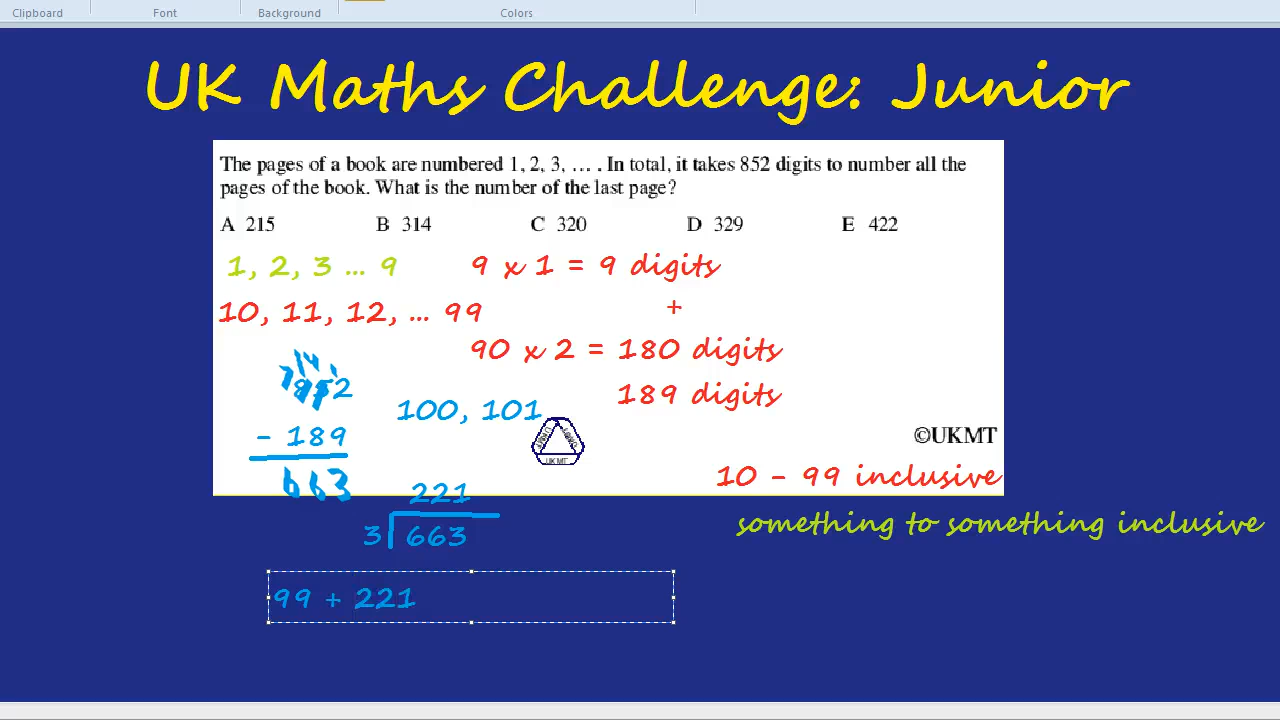 Clipboard Font Background Colors
UK Maths Challenge: Junior
The pages of a book are numbered 1, 2, 3, … . In total, it takes 852 digits to number all the
pages of the book. What is the number of the last page?
A 215 B 314 C 320 D 329 E 422
1, 2, 3 ... 9 9 x 1 = 9 digits
10, 11, 12, ... 99 +
90 x 2 = 180 digits
852
189 digits
100, 101
- 189
©UKMT
UK MT
663
10 - 99 inclusive
221
something to something inclusive
3 663
99 + 221